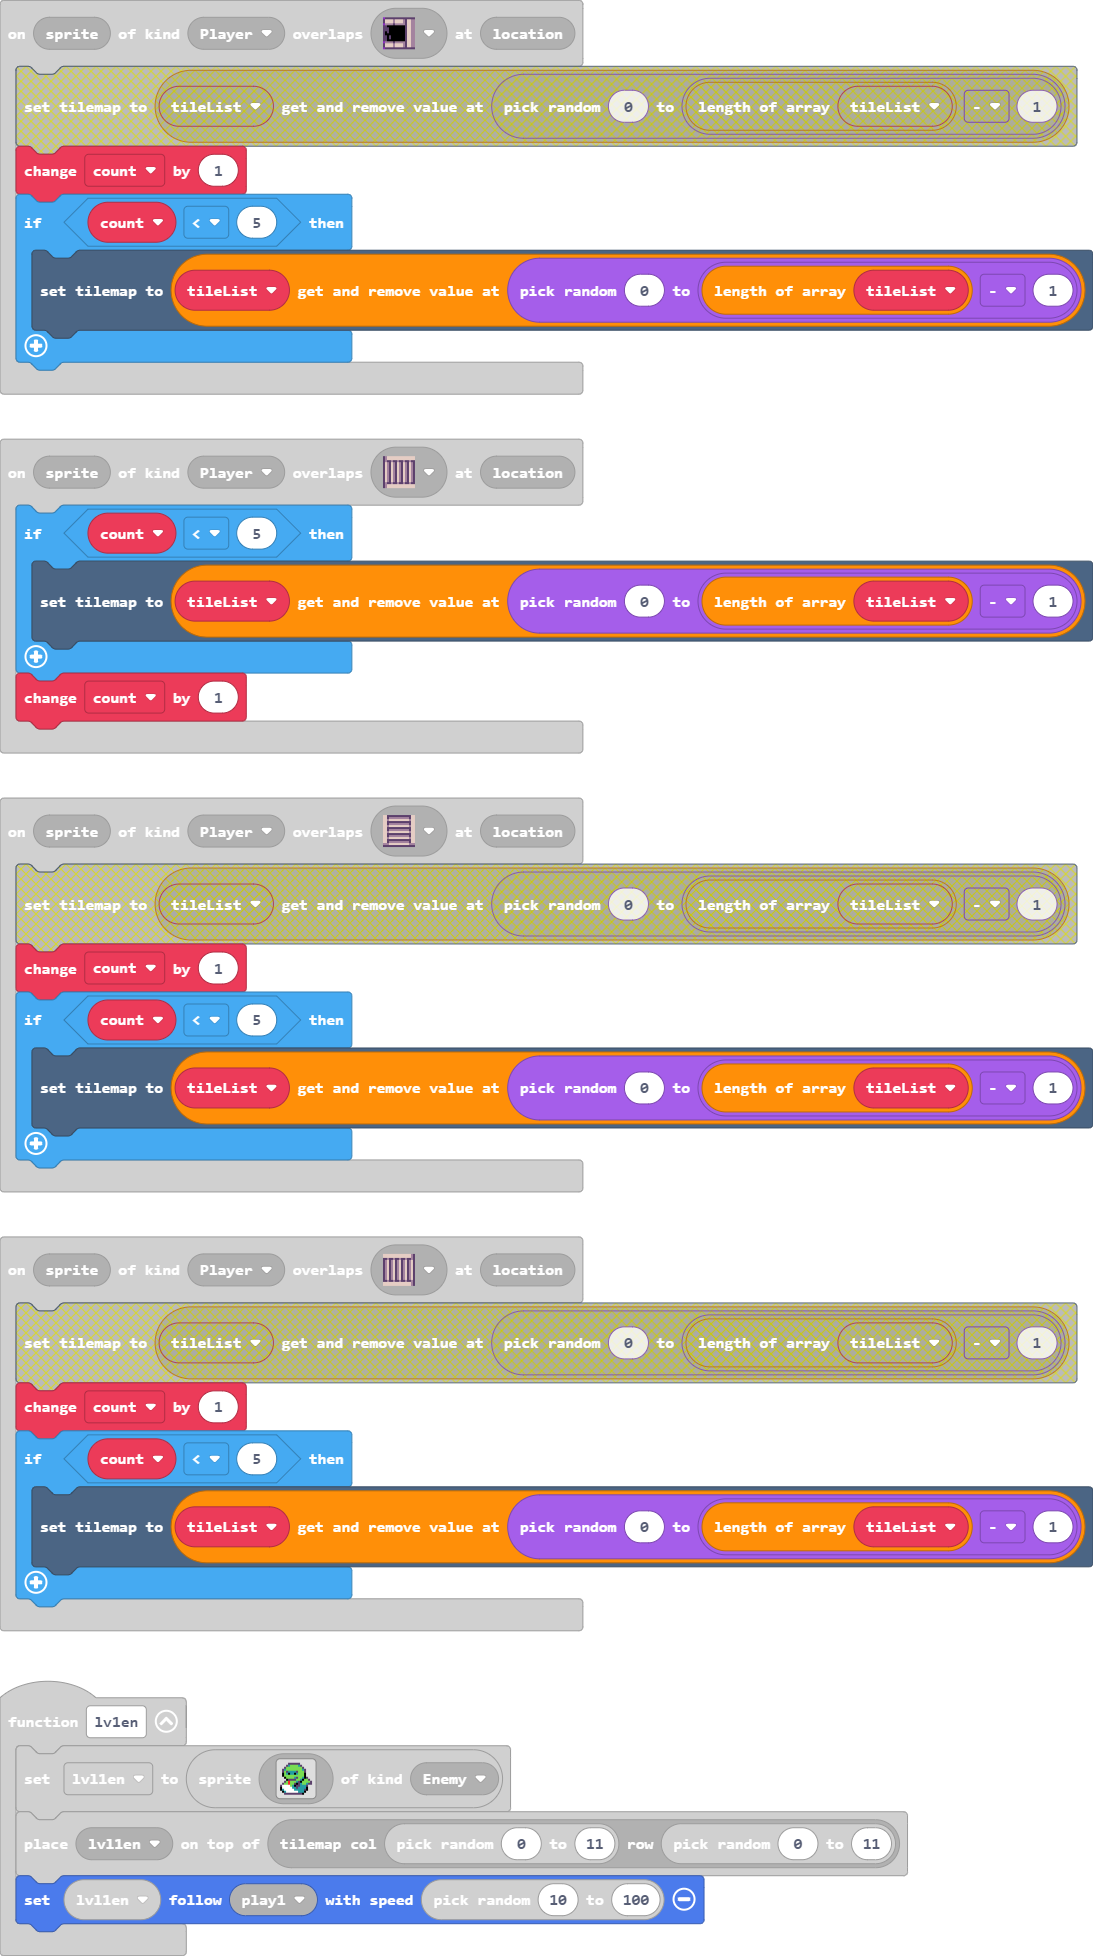 on sprite of kind Player overlaps at location
set tilemap to tileList get and remove value at pick random 0 to length of array tileList - 1
change count by 1
if count < 5 then
set tilemap to tileList get and remove value at pick random 0 to length of array tileList - 1
on sprite of kind Player overlaps at location
if count < 5 then
set tilemap to tileList get and remove value at pick random 0 to length of array tileList - 1
change count by 1
on sprite of kind Player overlaps at location
set tilemap to tileList get and remove value at pick random 0 to length of array tileList - 1
change count by 1
if count < 5 then
set tilemap to tileList get and remove value at pick random 0 to length of array tileList - 1
on sprite of kind Player overlaps at location
set tilemap to tileList get and remove value at pick random 0 to length of array tileList - 1
change count by 1
if count < 5 then
set tilemap to tileList get and remove value at pick random 0 to length of array tileList - 1
function lv1en
set lvl1en to sprite of kind Enemy
place lvl1en on top of tilemap col pick random 0 to 11 row pick random 0 to 11
set lvl1en follow play1 with speed pick random 10 to 100